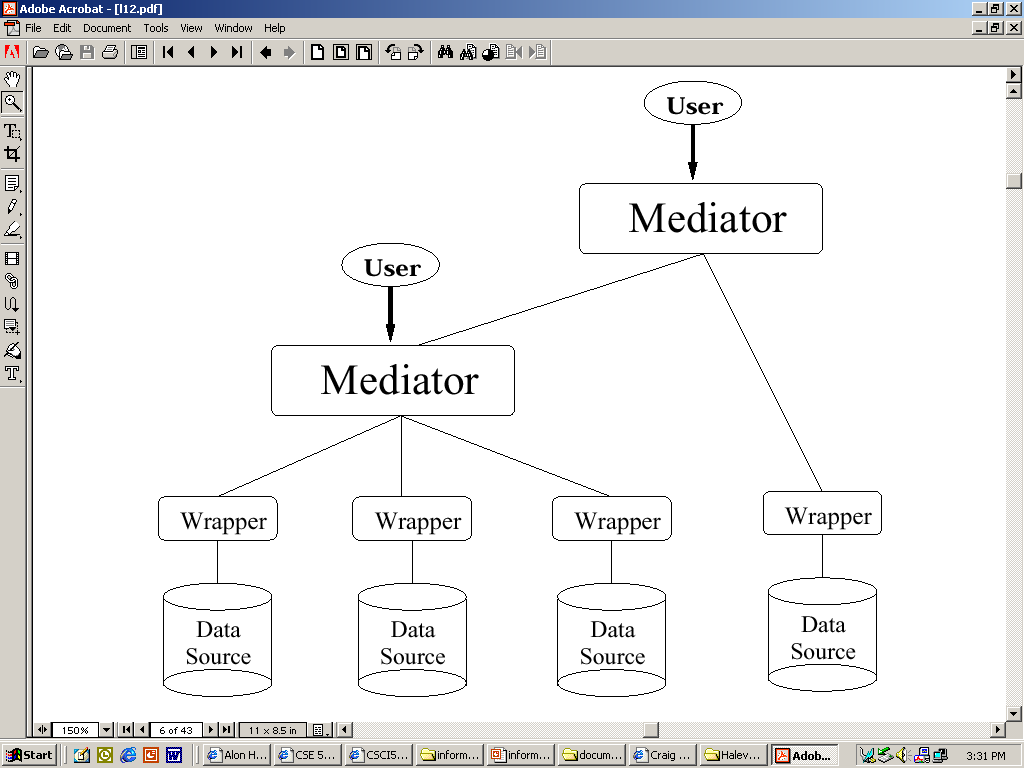 Adobe Acrobat - [l12.pdf]
File Edit Document Tools View Window Help
User
Mediator
User
Mediator
Wrapper Wrapper Wrapper Wrapper
Data Source
Data Source
Data Source
Data Source
150% 6 of 43 11 x 8.5 in
Start Alon H... CSE 5... CSCI5... inform... inform... docum... Craig ... Halev... Adob... 3:31 PM